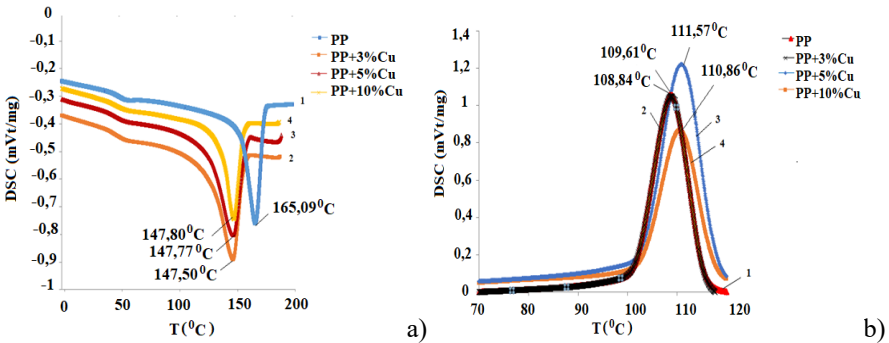 DSC (mVt/mg)
0
-0,1
-0,2
-0,3
-0,4
-0,5
-0,6
-0,7
-0,8
-0,9
-1
0
50
100
150
200
T(⁰C)
PP
PP+3%Cu
PP+5%Cu
PP+10%Cu
1
4
3
2
165,09⁰C
147,80⁰C
147,77⁰C
147,50⁰C
a)
DSC (mVt/mg)
1,4
1,2
1
0,8
0,6
0,4
0,2
0
70
80
90
100
110
120
T(⁰C)
111,57⁰C
109,61⁰C
108,84⁰C
110,86⁰C
PP
PP+3%Cu
PP+5%Cu
PP+10%Cu
2
3
4
1
b)